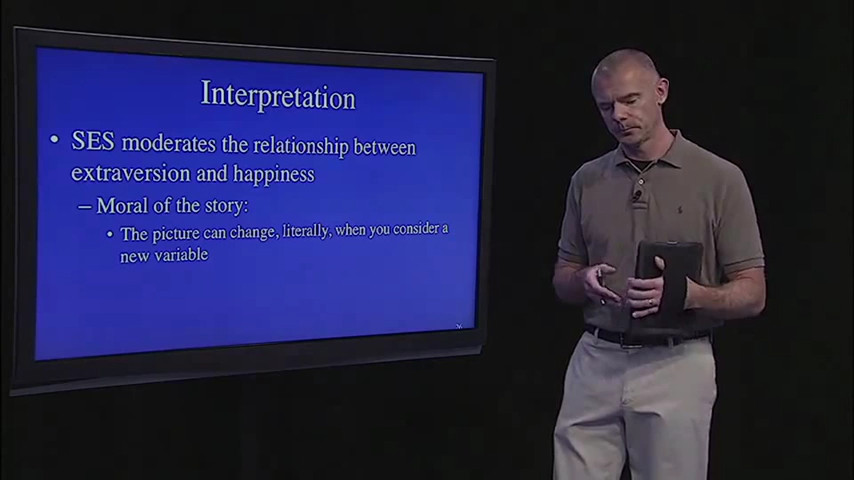 Interpretation
• SES moderates the relationship between
extraversion and happiness
– Moral of the story:
• The picture can change, literally, when you consider a
new variable
26